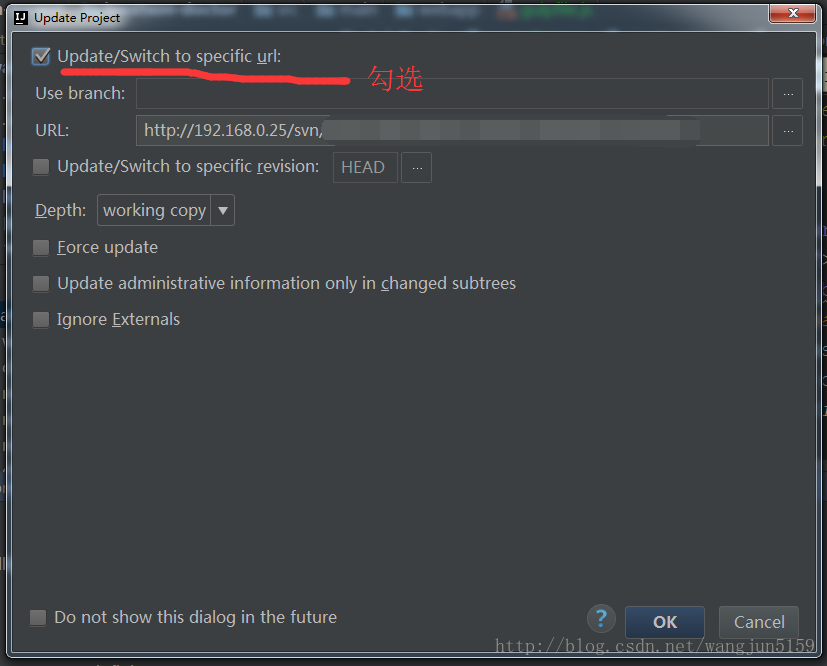 Update Project
Update/Switch to specific url:
勾选
Use branch:
...
URL: http://192.168.0.25/svn/
...
Update/Switch to specific revision: HEAD ...
Depth: working copy
Force update
Update administrative information only in changed subtrees
Ignore Externals
Do not show this dialog in the future
? OK Cancel
http://blog.csdn.net/wangjun5159